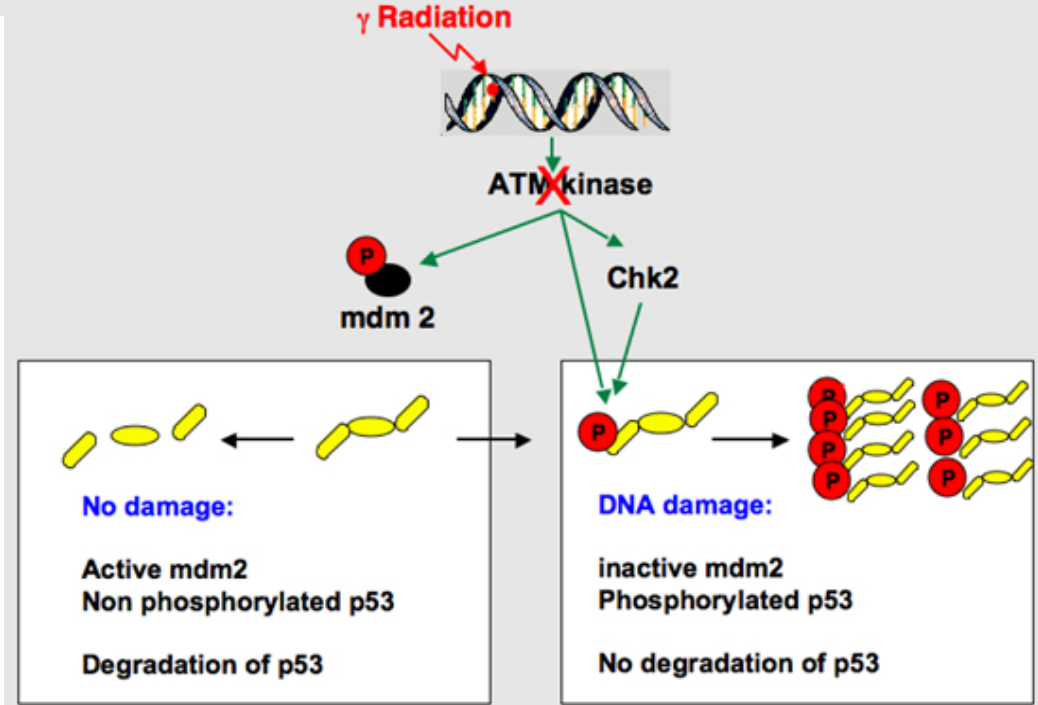 γ Radiation
ATM kinase
P
mdm 2
Chk2
P
P
P
P
P
P
P
P
No damage:
DNA damage:
Active mdm2
inactive mdm2
Non phosphorylated p53
Phosphorylated p53
Degradation of p53
No degradation of p53